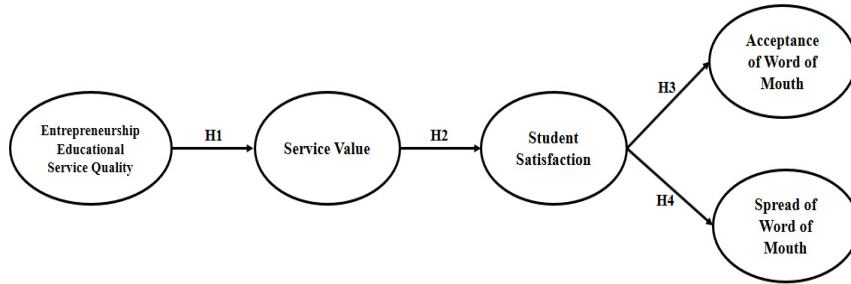 Entrepreneurship
Educational
Service Quality
H1
Service Value
H2
Student
Satisfaction
H3
Acceptance
of Word of
Mouth
H4
Spread of
Word of
Mouth